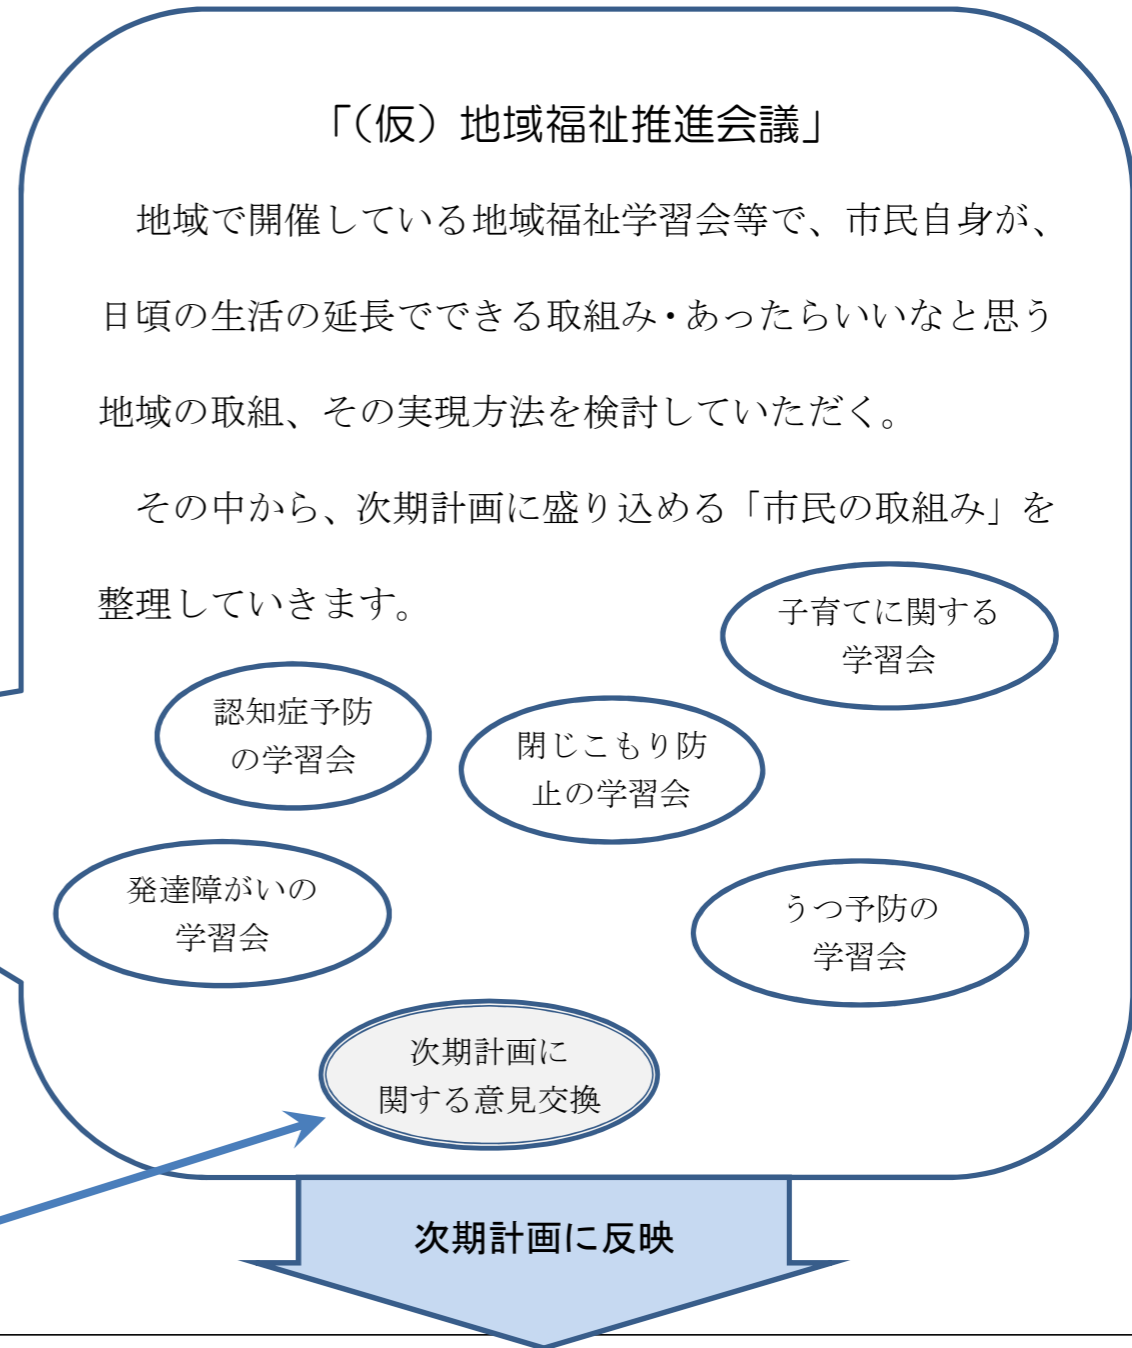 「（仮）地域福祉推進会議」
地域で開催している地域福祉学習会等で、市民自身が、
日頃の生活の延長でできる取組み・あったらいいなと思う
地域の取組、その実現方法を検討していただく。
その中から、次期計画に盛り込める「市民の取組み」を
整理していきます。
子育てに関する
学習会
認知症予防
の学習会
閉じこもり防
止の学習会
発達障がいの
学習会
うつ予防の
学習会
次期計画に
関する意見交換
次期計画に反映